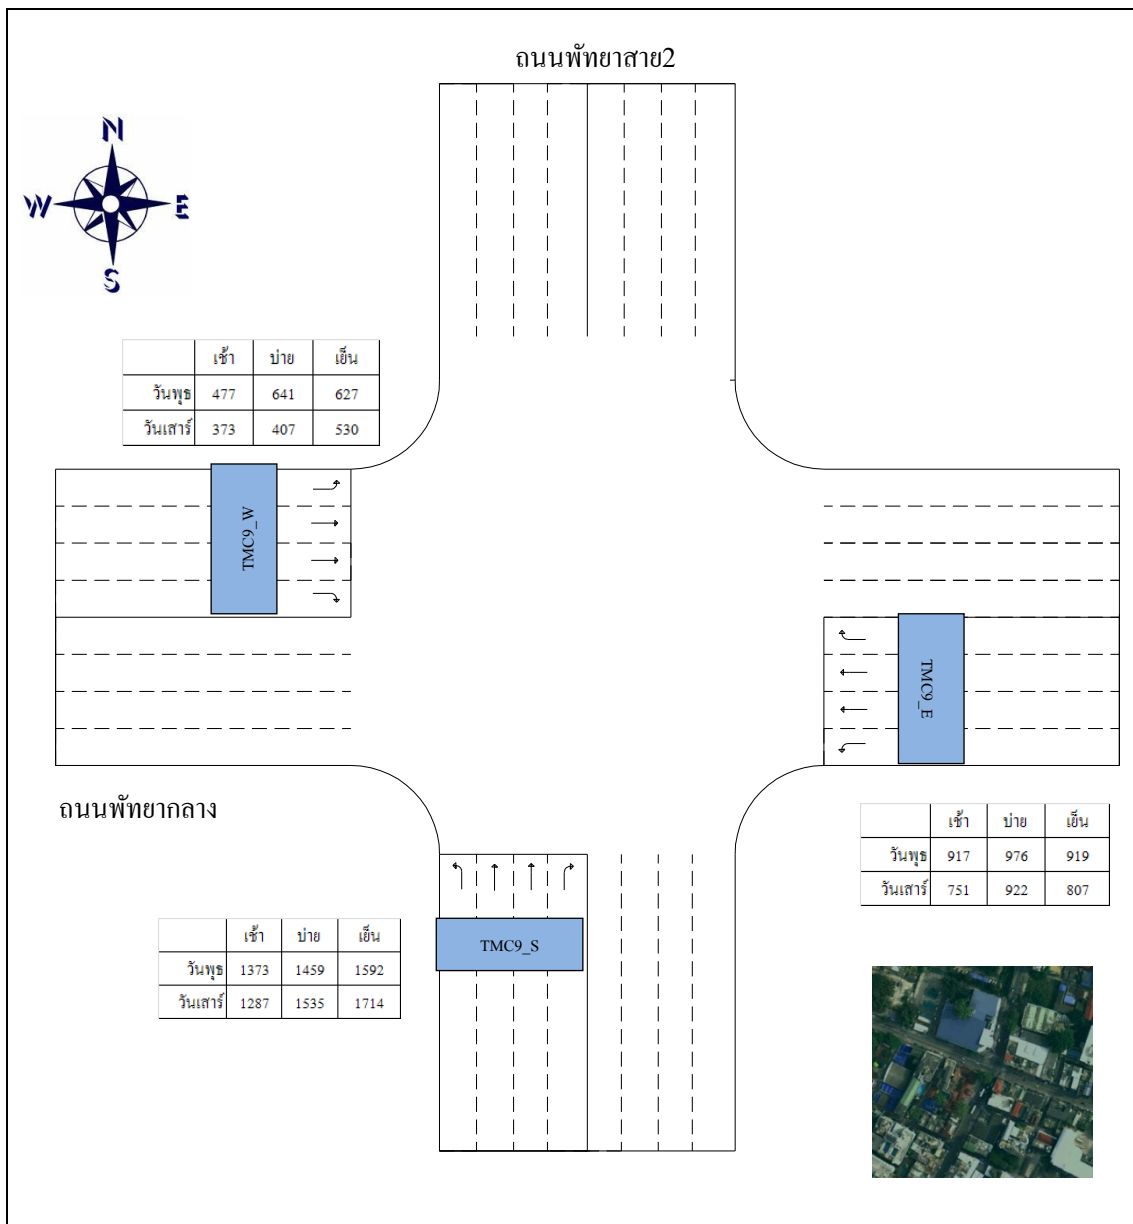 ถนนพัทยาสาย2
N
W E
S
เช้า บ่าย เย็น
วันพุธ 477 641 627
วันเสาร์ 373 407 530
TMC9_W
TMC9_E
ถนนพัทยากลาง
เช้า บ่าย เย็น
วันพุธ 917 976 919
วันเสาร์ 751 922 807
TMC9_S
เช้า บ่าย เย็น
วันพุธ 1373 1459 1592
วันเสาร์ 1287 1535 1714